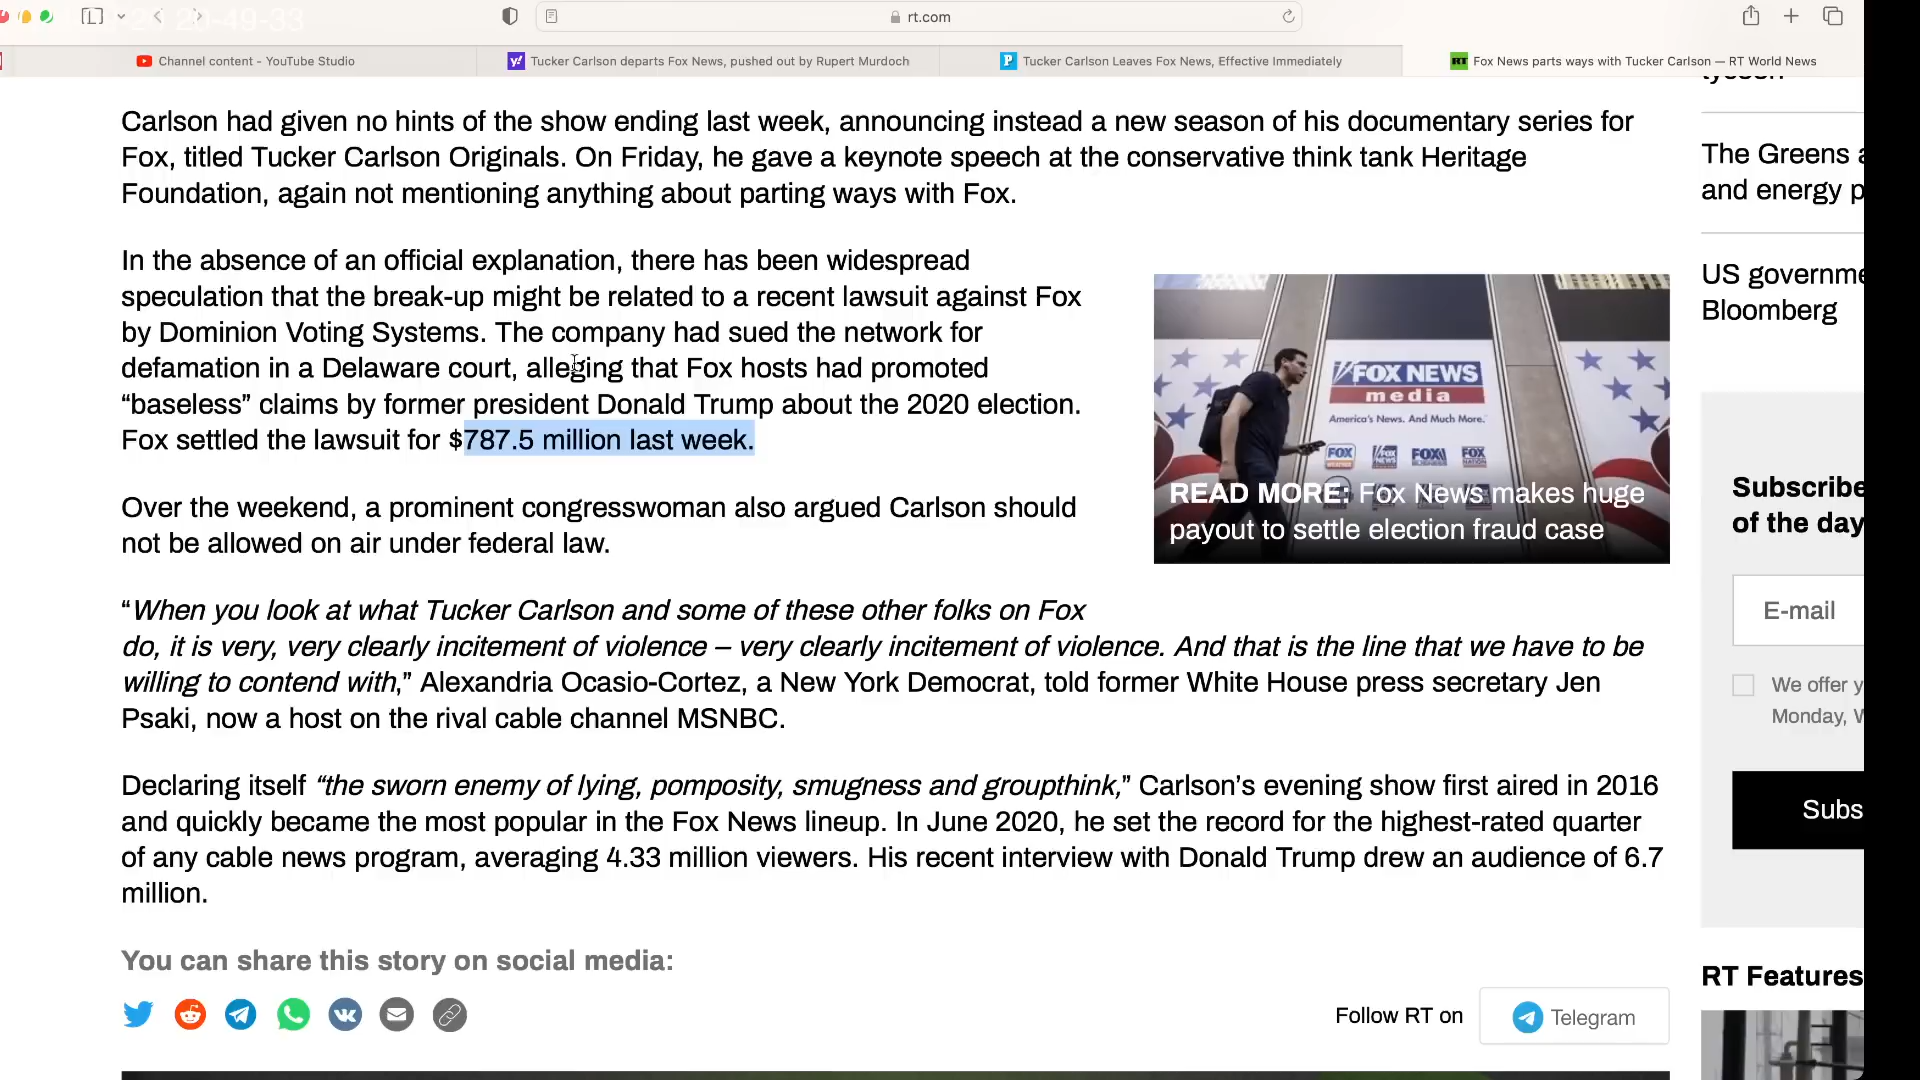 20-49-33
rt.com
Channel content - YouTube Studio
Tucker Carlson departs Fox News, pushed out by Rupert Murdoch
Tucker Carlson Leaves Fox News, Effective Immediately
RT Fox News parts ways with Tucker Carlson — RT World News
Carlson had given no hints of the show ending last week, announcing instead a new season of his documentary series for
Fox, titled Tucker Carlson Originals. On Friday, he gave a keynote speech at the conservative think tank Heritage
Foundation, again not mentioning anything about parting ways with Fox.
In the absence of an official explanation, there has been widespread
speculation that the break-up might be related to a recent lawsuit against Fox
by Dominion Voting Systems. The company had sued the network for
defamation in a Delaware court, alleging that Fox hosts had promoted
“baseless” claims by former president Donald Trump about the 2020 election.
Fox settled the lawsuit for $787.5 million last week.
FOX NEWS
media
America's News. And Much More.
READ MORE: Fox News makes huge
payout to settle election fraud case
Over the weekend, a prominent congresswoman also argued Carlson should
not be allowed on air under federal law.
“When you look at what Tucker Carlson and some of these other folks on Fox
do, it is very, very clearly incitement of violence – very clearly incitement of violence. And that is the line that we have to be
willing to contend with,” Alexandria Ocasio-Cortez, a New York Democrat, told former White House press secretary Jen
Psaki, now a host on the rival cable channel MSNBC.
Declaring itself “the sworn enemy of lying, pomposity, smugness and groupthink,” Carlson’s evening show first aired in 2016
and quickly became the most popular in the Fox News lineup. In June 2020, he set the record for the highest-rated quarter
of any cable news program, averaging 4.33 million viewers. His recent interview with Donald Trump drew an audience of 6.7
million.
You can share this story on social media:
Follow RT on
Telegram
The Greens a
and energy p
US governme
Bloomberg
Subscribe
of the day
E-mail
We offer y
Monday, W
Subs
RT Features